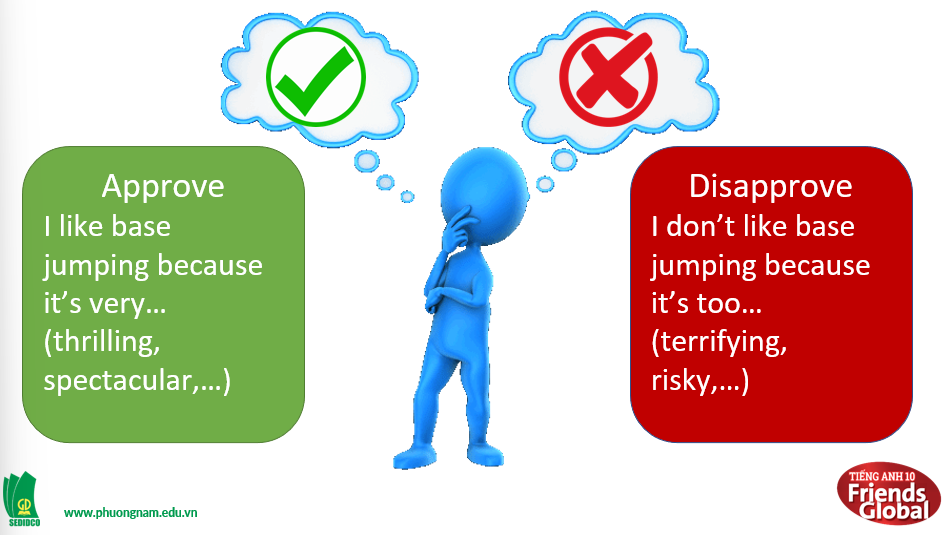 Approve
I like base
jumping because
it’s very…
(thrilling,
spectacular,…)
Disapprove
I don’t like base
jumping because
it’s too…
(terrifying,
risky,…)
GD
SEDIDCO
www.phuongnam.edu.vn
TIẾNG ANH 10
Friends
Global